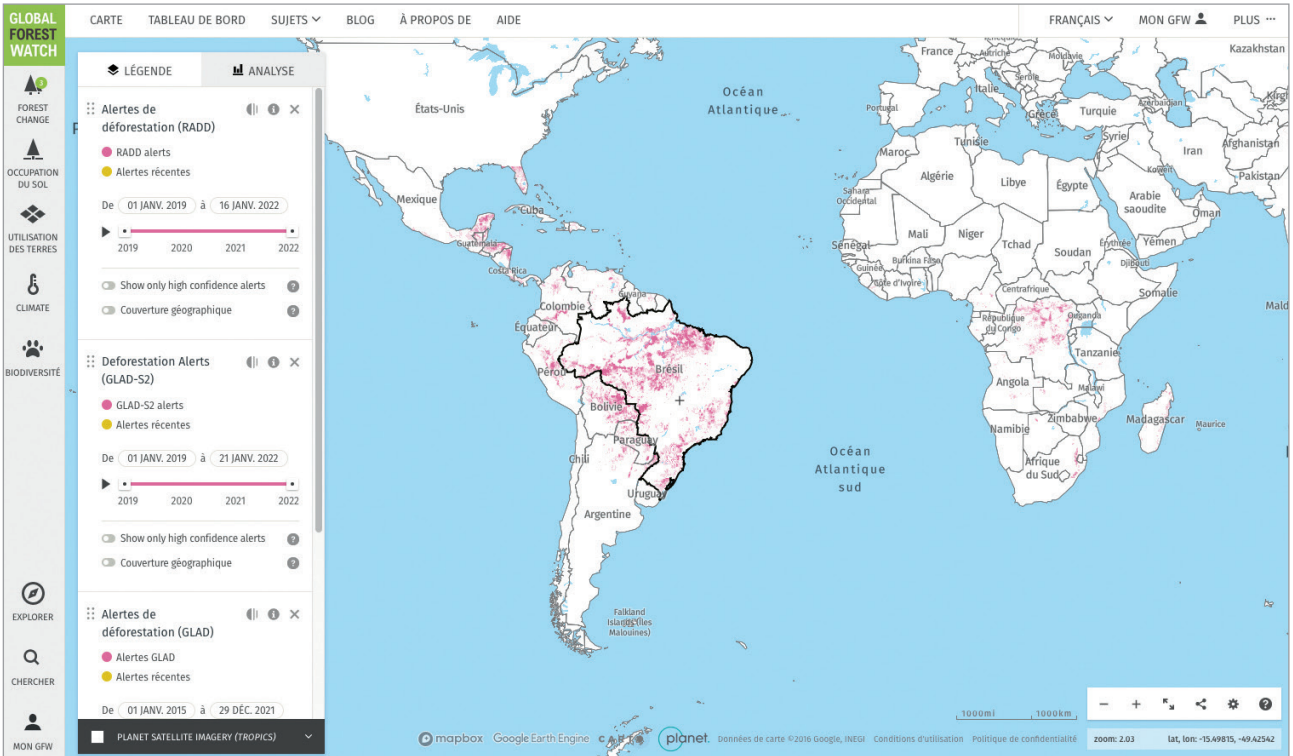 GLOBAL
FOREST
WATCH
CARTE TABLEAU DE BORD SUJETS BLOG À PROPOS DE AIDE FRANÇAIS MON GFW PLUS ···
FOREST
CHANGE
OCCUPATION
DU SOL
UTILISATION
DES TERRES
CLIMATE
BIODIVERSITÉ
EXPLORER
CHERCHER
MON GFW
LÉGENDE ANALYSE
Alertes de
déforestation (RADD)
RADD alerts
Alertes récentes
De 01 JANV. 2019 à 16 JANV. 2022
2019 2020 2021 2022
Show only high confidence alerts ?
Couverture géographique ?
Deforestation Alerts
(GLAD-S2)
GLAD-S2 alerts
Alertes récentes
De 01 JANV. 2019 à 21 JANV. 2022
2019 2020 2021 2022
Show only high confidence alerts ?
Couverture géographique ?
Alertes de
déforestation (GLAD)
Alertes GLAD
Alertes récentes
De 01 JANV. 2015 à 29 DÉC. 2021
PLANET SATELLITE IMAGERY (TROPICS)
États-Unis
Océan
Atlantique
Mexique
Cuba
Guatemala
Costa Rica
Colombie
Guyana
Équateur
Pérou
Brésil
Bolivie
Paraguay
Chili
Uruguay
Argentine
Falkland
Islands (Îles
Malouines)
Océan
Atlantique
sud
France
Autriche
Moldavie
Kazakhstan
Serbie
Italie
Portugal
Grèce
Turquie
Azerbaïdjan
Syrie
Tunisie
Maroc
Iran
Afghanistan
Koweït
Pakistan
Algérie
Libye
Égypte
Arabie
saoudite
Oman
Sahara
Occidental
Mali
Niger
Tchad
Soudan
Érythrée
Yémen
Sénégal
Burkina Faso
Djibouti
Guinée
Côte d'Ivoire
Centrafrique
Somalie
République
du Congo
Ouganda
Tanzanie
Angola
Malawi
Zimbabwe
Namibie
Madagascar
Maurice
Afrique
du Sud
Mald
1000mi 1000km
mapbox Google Earth Engine CARTO planet. Données de carte ©2016 Google, INEGI Conditions d'utilisation Politique de confidentialité
zoom: 2.03 lat, lon: -15.49815, -49.42542